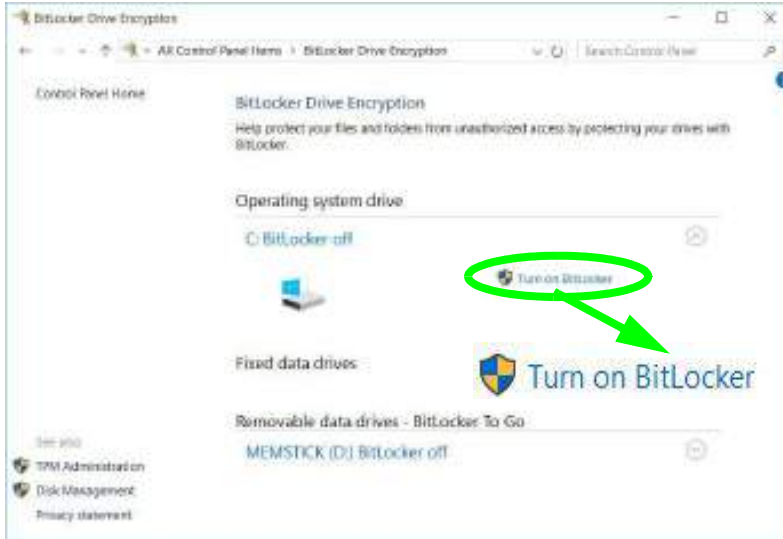 BitLocker Drive Encryption
All Control Panel Items › BitLocker Drive Encryption
Search Control Panel
Control Panel Home
BitLocker Drive Encryption
Help protect your files and folders from unauthorized access by protecting your drives with
BitLocker.
Operating system drive
C: BitLocker off
Turn on BitLocker
Turn on BitLocker
Fixed data drives
Removable data drives - BitLocker To Go
MEMSTICK (D:) BitLocker off
See also
TPM Administration
Disk Management
Privacy statement